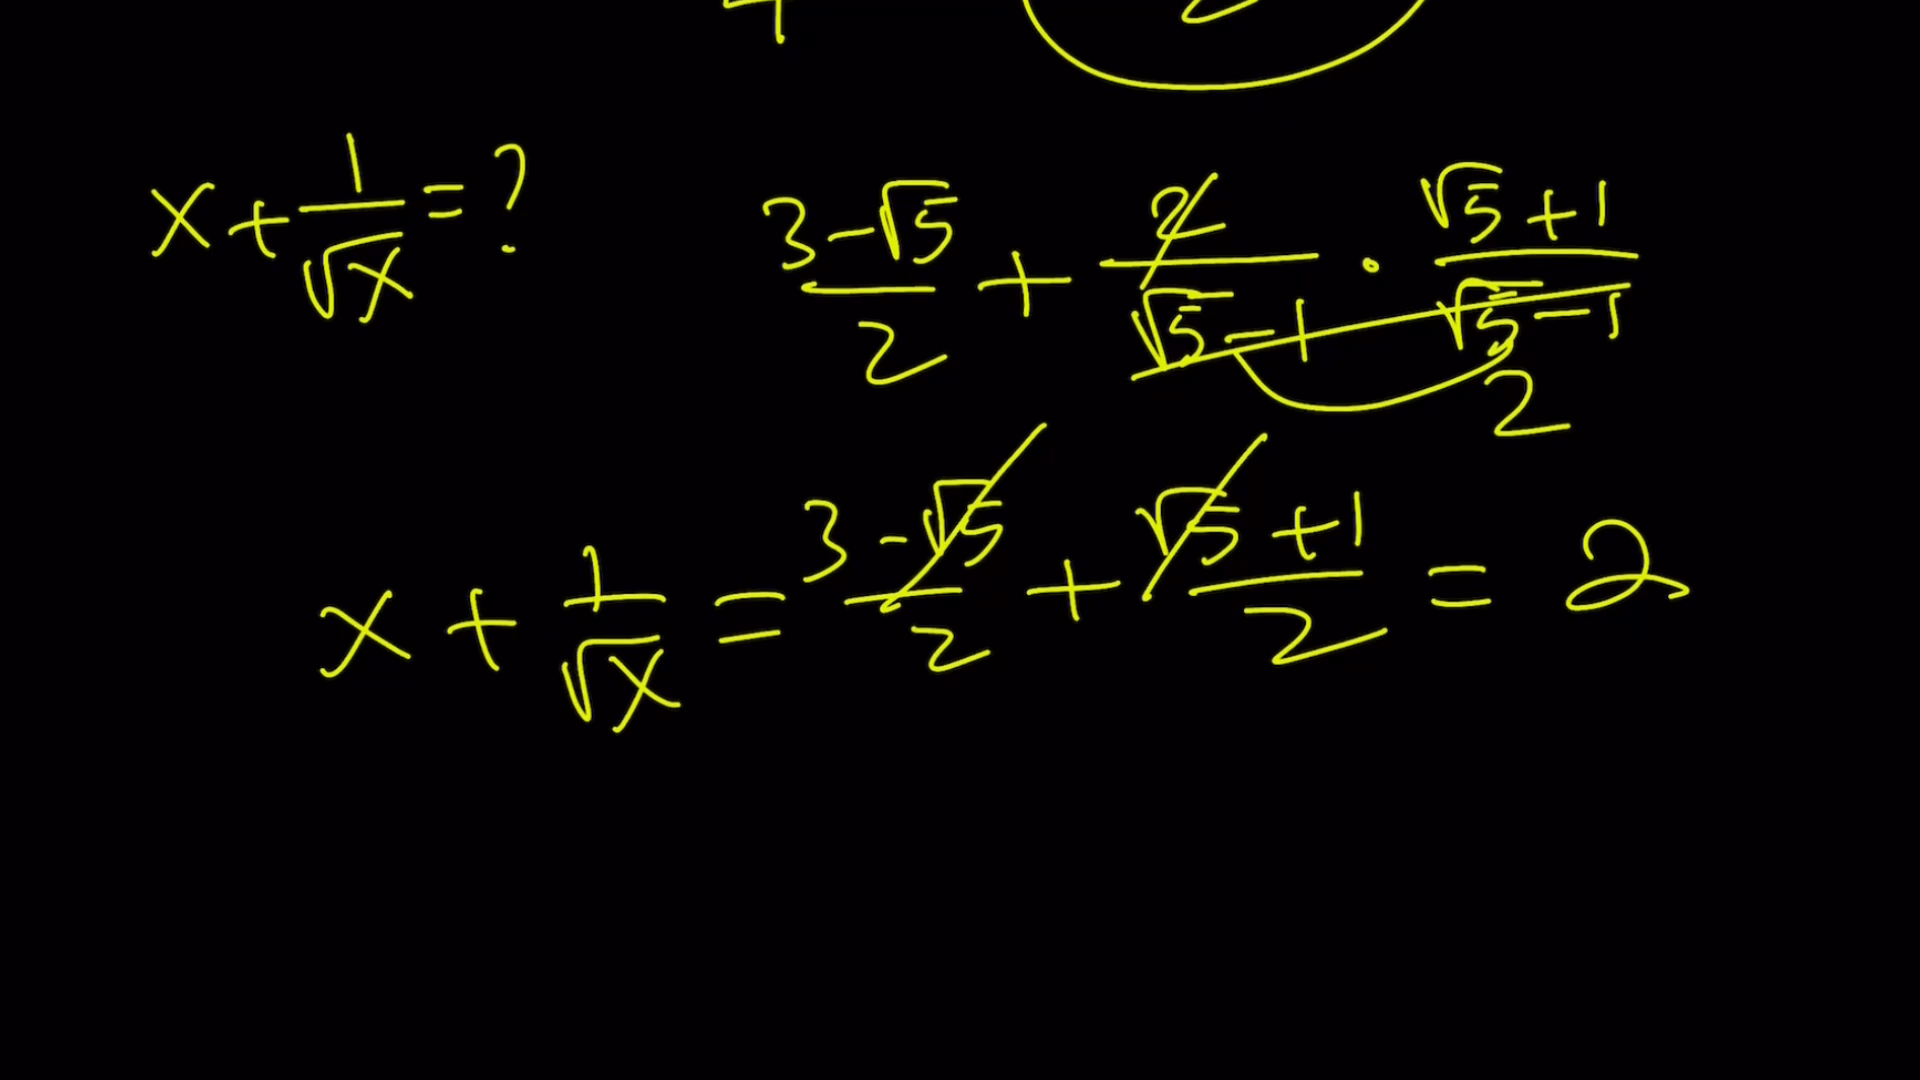 x + 1/√x = ?
(3 - √5)/2 + 2/(√5 - 1) · (√5 + 1)/(√5 - 1) 2
x + 1/√x = (3 - √5)/2 + (√5 + 1)/2 = 2